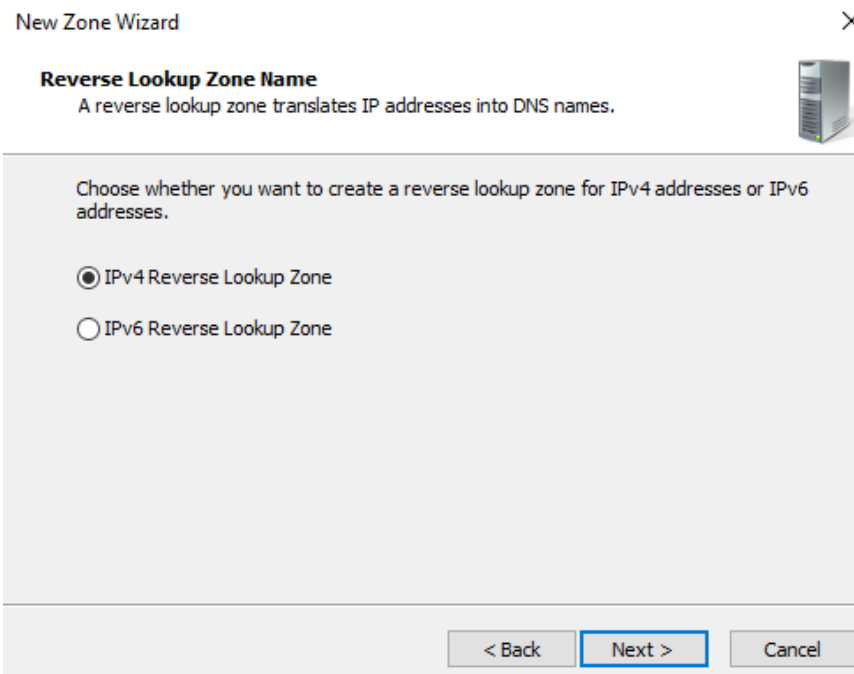 New Zone Wizard
Reverse Lookup Zone Name
A reverse lookup zone translates IP addresses into DNS names.
Choose whether you want to create a reverse lookup zone for IPv4 addresses or IPv6
addresses.
IPv4 Reverse Lookup Zone
IPv6 Reverse Lookup Zone
< Back Next > Cancel